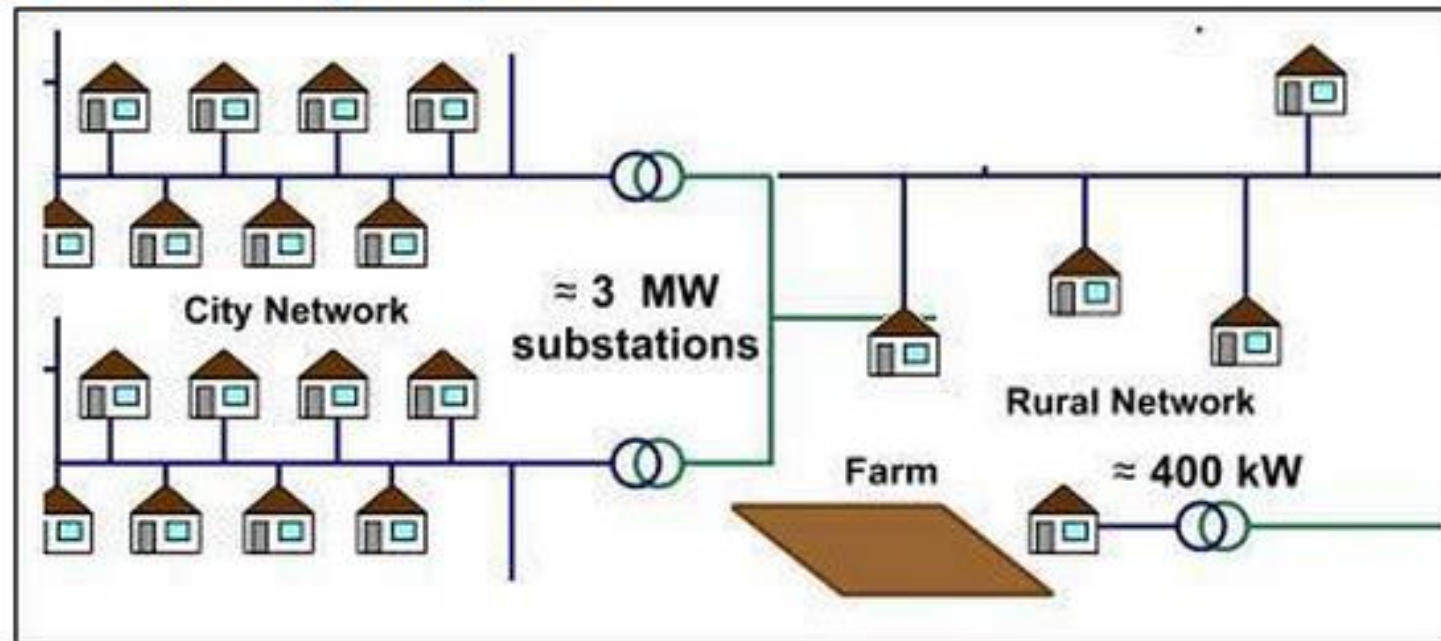 City Network
≈ 3 MW
substations
Rural Network
Farm
≈ 400 kW